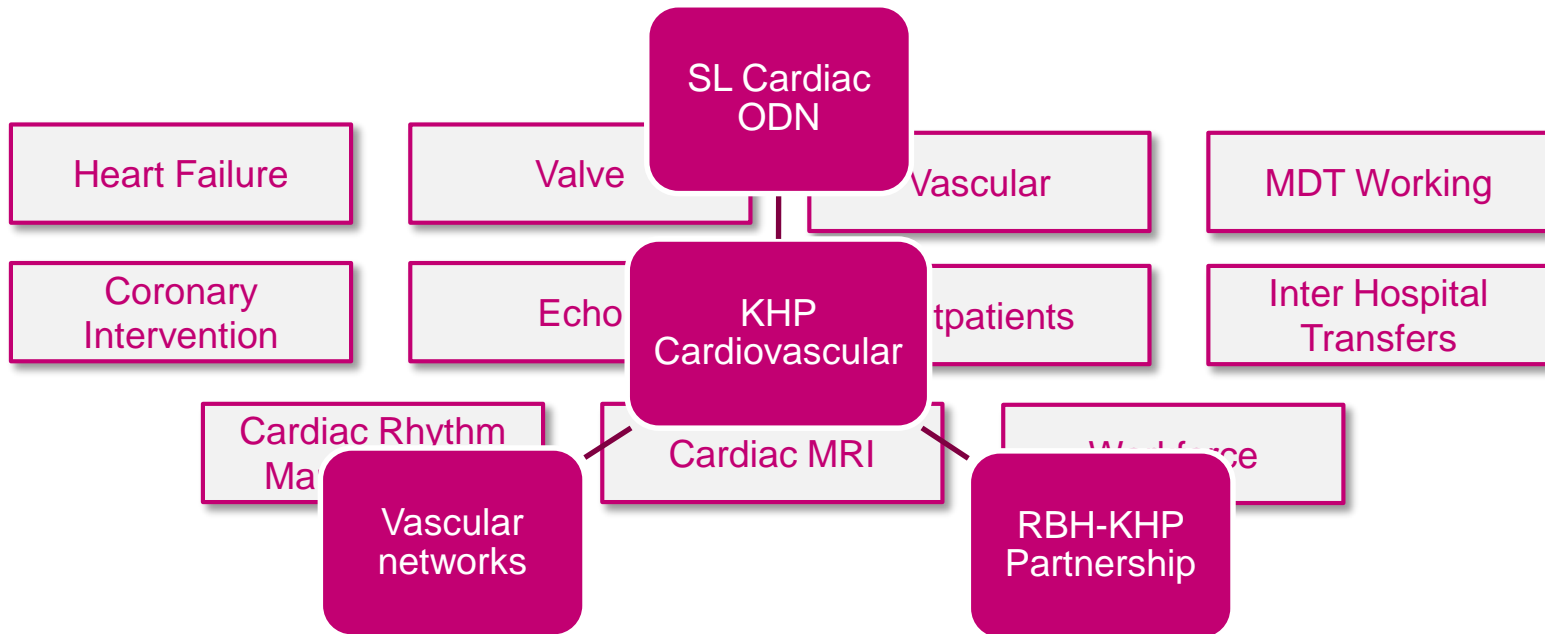 SL Cardiac
ODN
Heart Failure
Valve
Vascular
MDT Working
Coronary
Intervention
Echo
KHP
Cardiovascular
tpatients
Inter Hospital
Transfers
Cardiac Rhythm
Cardiac MRI
Workforce
Vascular
networks
RBH-KHP
Partnership